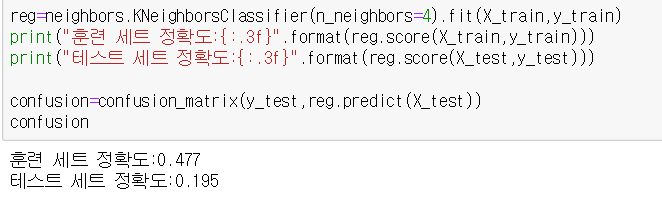 reg=neighbors.KNeighborsClassifier(n_neighbors=4).fit(X_train,y_train)
print("훈련 세트 정확도:{:.3f}".format(reg.score(X_train,y_train)))
print("테스트 세트 정확도:{:.3f}".format(reg.score(X_test,y_test)))
confusion=confusion_matrix(y_test,reg.predict(X_test))
confusion
훈련 세트 정확도:0.477
테스트 세트 정확도:0.195